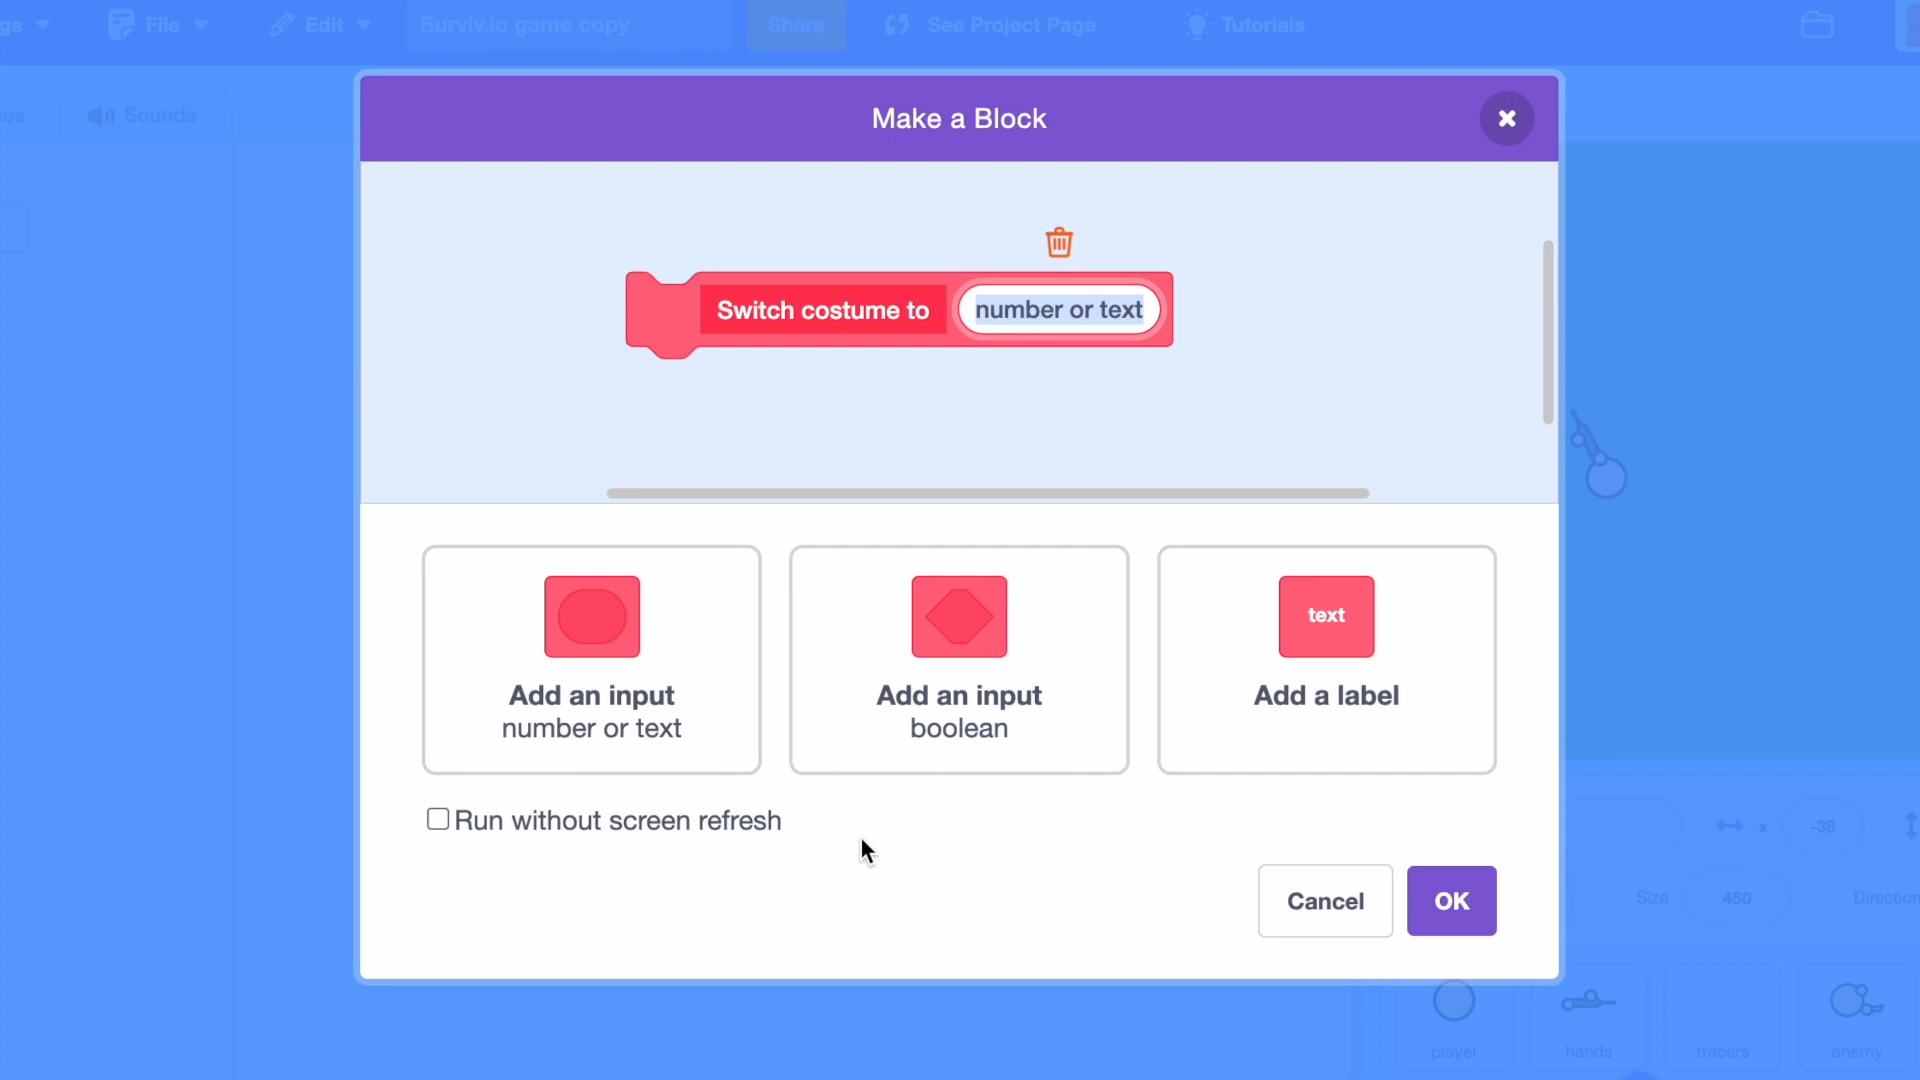 gs File Edit Surviv.io game copy Share See Project Page Tutorials
es Sounds
Make a Block
Switch costume to number or text
text
Add an input Add an input Add a label
number or text boolean
Run without screen refresh
x -38
Cancel OK
Size 450 Direction
player hands tracers enemy